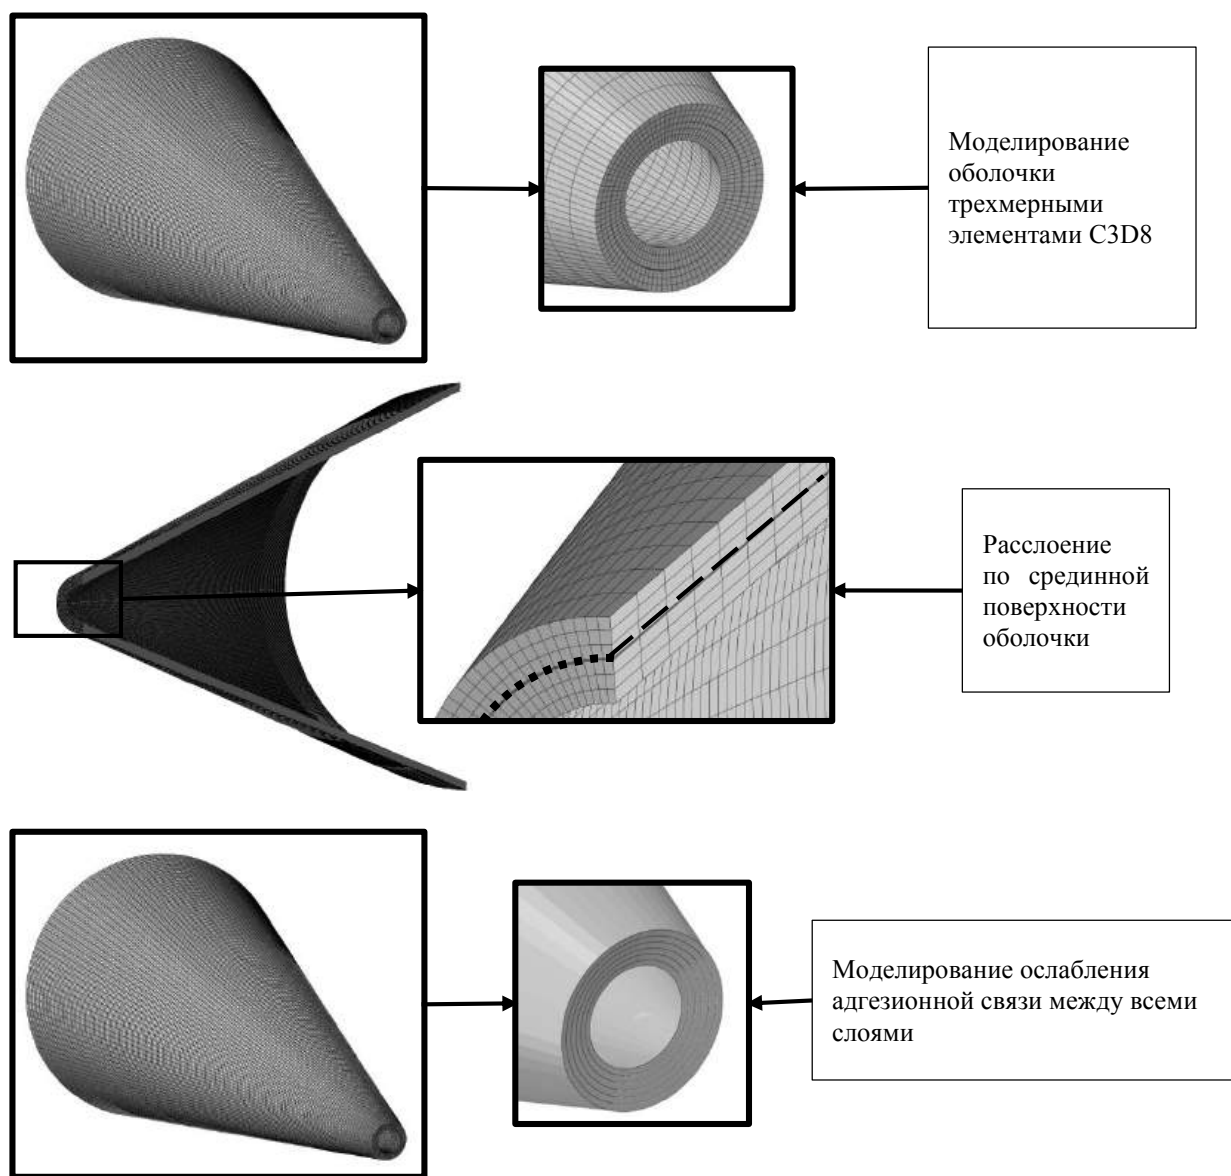 Моделирование
оболочки
трехмерными
элементами C3D8
Расслоение
по срединной
поверхности
оболочки
Моделирование ослабления
адгезионной связи между всеми
слоями